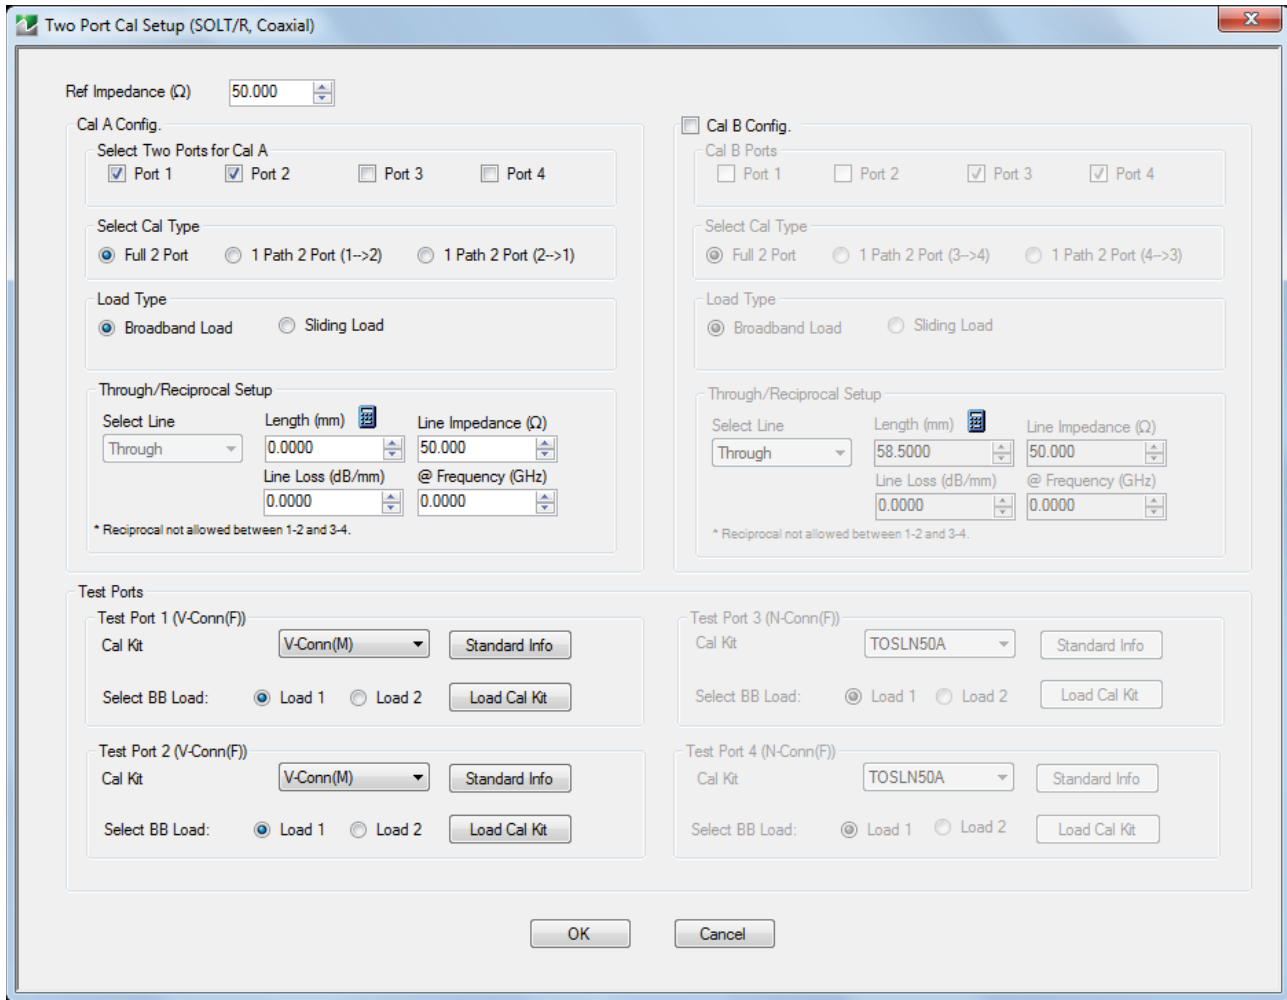 Two Port Cal Setup (SOLT/R, Coaxial)
Ref Impedance (Ω) 50.000
Cal A Config.
Select Two Ports for Cal A
Port 1 Port 2 Port 3 Port 4
Select Cal Type
Full 2 Port 1 Path 2 Port (1-->2) 1 Path 2 Port (2-->1)
Load Type
Broadband Load Sliding Load
Through/Reciprocal Setup
Select Line Length (mm) Line Impedance (Ω)
Through 0.0000 50.000
Line Loss (dB/mm) @ Frequency (GHz)
0.0000 0.0000
* Reciprocal not allowed between 1-2 and 3-4.
Cal B Config.
Cal B Ports
Port 1 Port 2 Port 3 Port 4
Select Cal Type
Full 2 Port 1 Path 2 Port (3-->4) 1 Path 2 Port (4-->3)
Load Type
Broadband Load Sliding Load
Through/Reciprocal Setup
Select Line Length (mm) Line Impedance (Ω)
Through 58.5000 50.000
Line Loss (dB/mm) @ Frequency (GHz)
0.0000 0.0000
* Reciprocal not allowed between 1-2 and 3-4.
Test Ports
Test Port 1 (V-Conn(F))
Cal Kit V-Conn(M) Standard Info
Select BB Load: Load 1 Load 2 Load Cal Kit
Test Port 2 (V-Conn(F))
Cal Kit V-Conn(M) Standard Info
Select BB Load: Load 1 Load 2 Load Cal Kit
Test Port 3 (N-Conn(F))
Cal Kit TOSLN50A Standard Info
Select BB Load: Load 1 Load 2 Load Cal Kit
Test Port 4 (N-Conn(F))
Cal Kit TOSLN50A Standard Info
Select BB Load: Load 1 Load 2 Load Cal Kit
OK Cancel